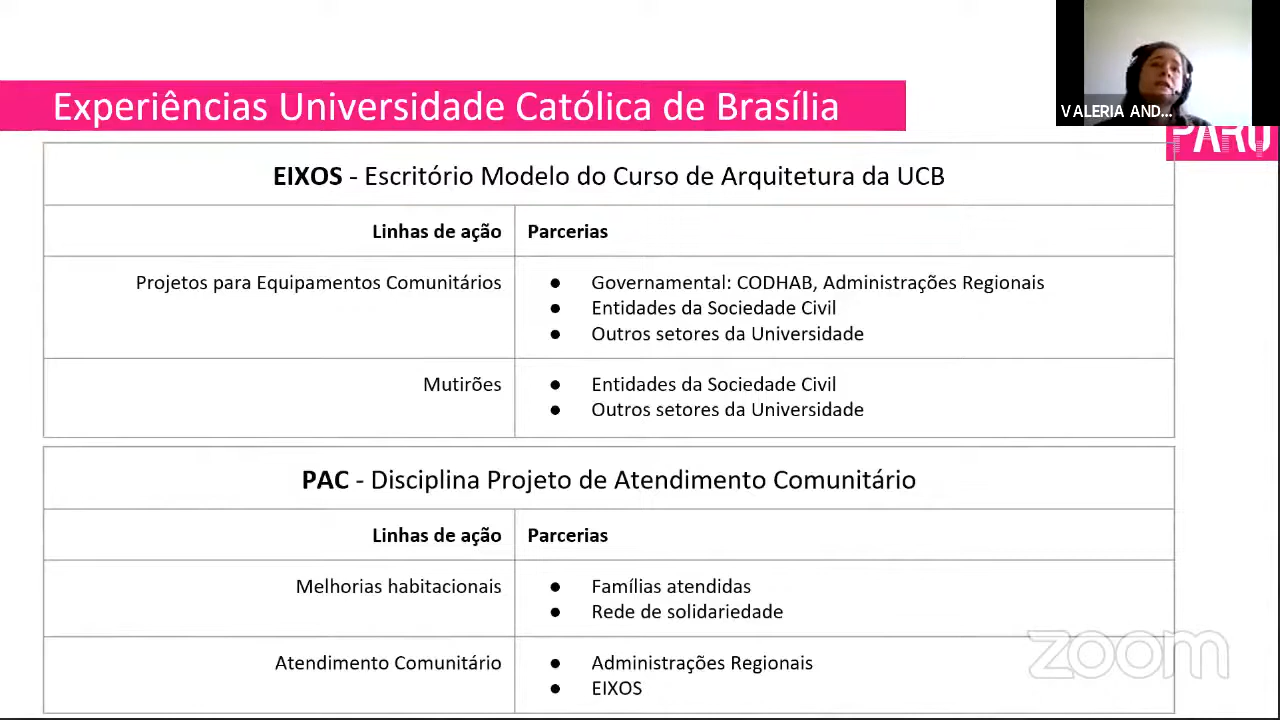 Experiências Universidade Católica de Brasília
VALERIA AND...
PARQ
EIXOS - Escritório Modelo do Curso de Arquitetura da UCB
Linhas de ação Parcerias
Projetos para Equipamentos Comunitários
● Governamental: CODHAB, Administrações Regionais
● Entidades da Sociedade Civil
● Outros setores da Universidade
Mutirões
● Entidades da Sociedade Civil
● Outros setores da Universidade
PAC - Disciplina Projeto de Atendimento Comunitário
Linhas de ação Parcerias
Melhorias habitacionais
● Famílias atendidas
● Rede de solidariedade
Atendimento Comunitário
● Administrações Regionais
● EIXOS
zoom